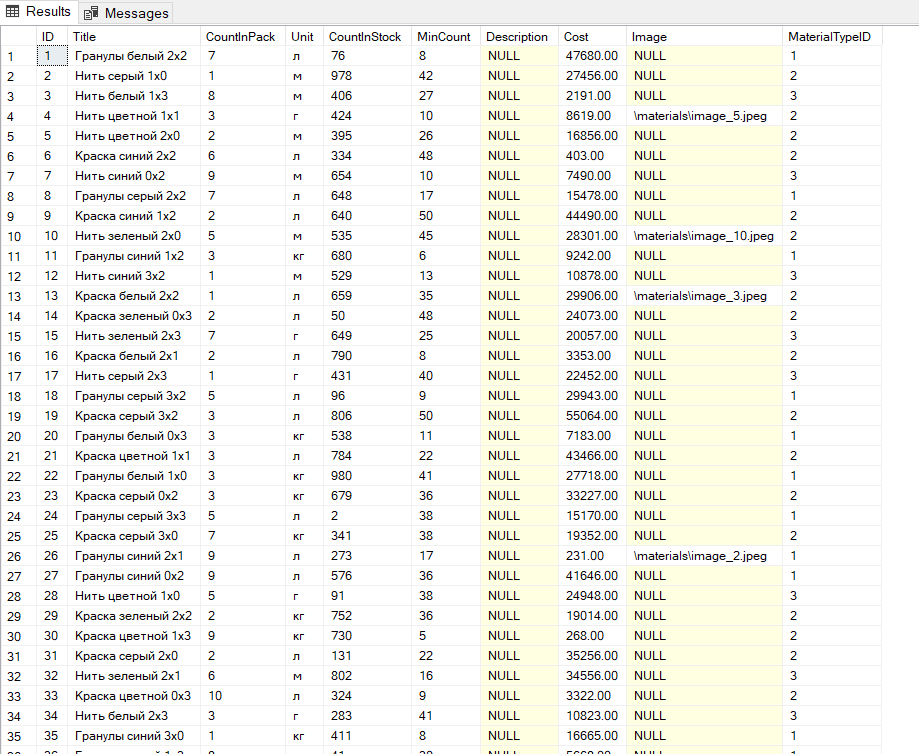 Results Messages
ID Title CountInPack Unit CountInStock MinCount Description Cost Image MaterialTypeID
1 1 Гранулы белый 2x2 7 л 76 8 NULL 47680.00 NULL 1
2 2 Нить серый 1x0 1 м 978 42 NULL 27456.00 NULL 2
3 3 Нить белый 1x3 8 м 406 27 NULL 2191.00 NULL 3
4 4 Нить цветной 1x1 3 г 424 10 NULL 8619.00 \materials\image_5.jpeg 2
5 5 Нить цветной 2x0 2 м 395 26 NULL 16856.00 NULL 2
6 6 Краска синий 2x2 6 л 334 48 NULL 403.00 NULL 2
7 7 Нить синий 0x2 9 м 654 10 NULL 7490.00 NULL 3
8 8 Гранулы серый 2x2 7 л 648 17 NULL 15478.00 NULL 1
9 9 Краска синий 1x2 2 л 640 50 NULL 44490.00 NULL 2
10 10 Нить зеленый 2x0 5 м 535 45 NULL 28301.00 \materials\image_10.jpeg 2
11 11 Гранулы синий 1x2 3 кг 680 6 NULL 9242.00 NULL 1
12 12 Нить синий 3x2 1 м 529 13 NULL 10878.00 NULL 3
13 13 Краска белый 2x2 1 л 659 35 NULL 29906.00 \materials\image_3.jpeg 2
14 14 Краска зеленый 0x3 2 л 50 48 NULL 24073.00 NULL 2
15 15 Нить зеленый 2x3 7 г 649 25 NULL 20057.00 NULL 3
16 16 Краска белый 2x1 2 л 790 8 NULL 3353.00 NULL 2
17 17 Нить серый 2x3 1 г 431 40 NULL 22452.00 NULL 3
18 18 Гранулы серый 3x2 5 л 96 9 NULL 29943.00 NULL 1
19 19 Краска серый 3x2 3 л 806 50 NULL 55064.00 NULL 2
20 20 Гранулы белый 0x3 3 кг 538 11 NULL 7183.00 NULL 1
21 21 Краска цветной 1x1 3 л 784 22 NULL 43466.00 NULL 2
22 22 Гранулы белый 1x0 3 кг 980 41 NULL 27718.00 NULL 1
23 23 Краска серый 0x2 3 кг 679 36 NULL 33227.00 NULL 2
24 24 Гранулы серый 3x3 5 л 2 38 NULL 15170.00 NULL 1
25 25 Краска серый 3x0 7 кг 341 38 NULL 19352.00 NULL 2
26 26 Гранулы синий 2x1 9 л 273 17 NULL 231.00 \materials\image_2.jpeg 1
27 27 Гранулы синий 0x2 9 л 576 36 NULL 41646.00 NULL 1
28 28 Нить цветной 1x0 5 г 91 38 NULL 24948.00 NULL 3
29 29 Краска зеленый 2x2 2 кг 752 36 NULL 19014.00 NULL 2
30 30 Краска цветной 1x3 9 кг 730 5 NULL 268.00 NULL 2
31 31 Краска серый 2x0 2 л 131 22 NULL 35256.00 NULL 2
32 32 Нить зеленый 2x1 6 м 802 16 NULL 34556.00 NULL 3
33 33 Краска цветной 0x3 10 л 324 9 NULL 3322.00 NULL 2
34 34 Нить белый 2x3 3 г 283 41 NULL 10823.00 NULL 3
35 35 Гранулы синий 3x0 1 кг 411 8 NULL 16665.00 NULL 1